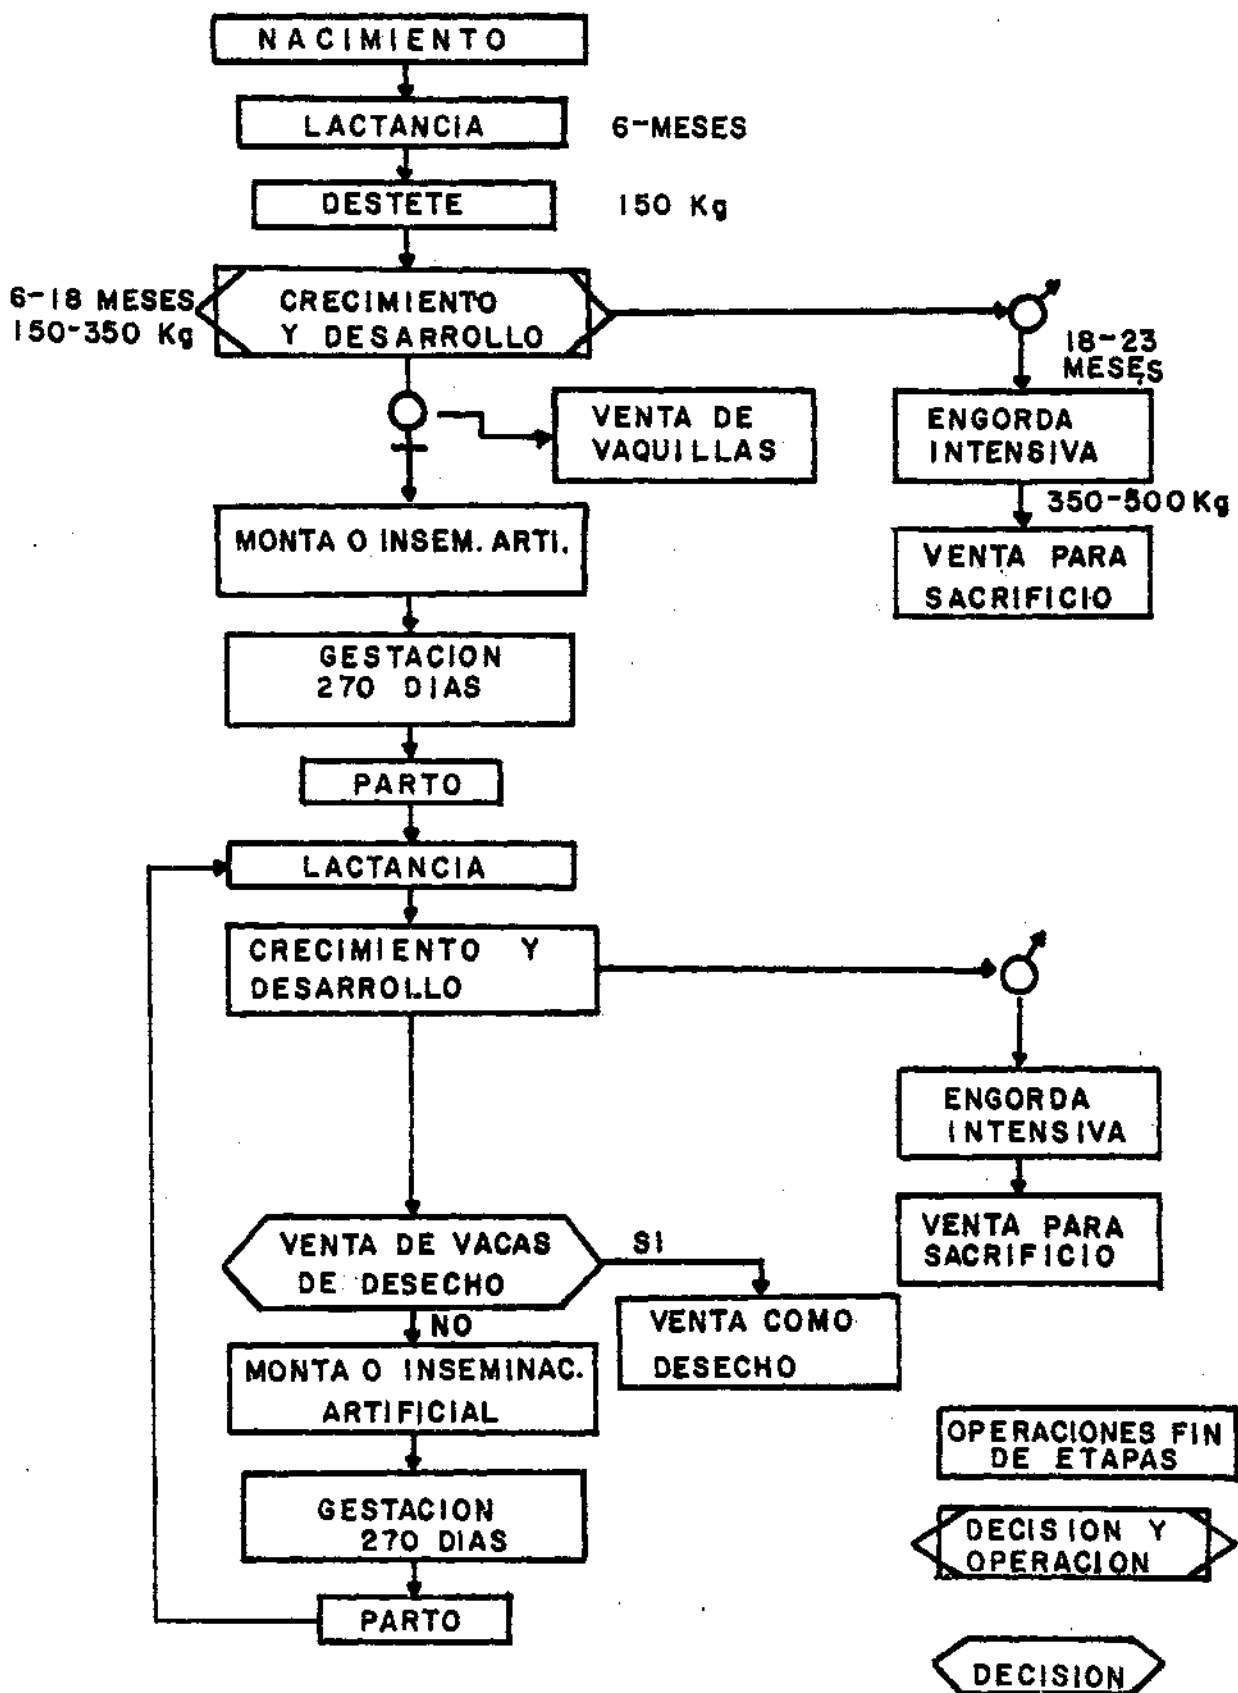 NACIMIENTO
LACTANCIA
6-MESES
DESTETE
150 Kg
6-18 MESES
150-350 Kg
CRECIMIENTO
Y DESARROLLO
18-23
MESES
VENTA DE
VAQUILLAS
ENGORDA
INTENSIVA
350-500Kg
MONTA O INSEM. ARTI.
VENTA PARA
SACRIFICIO
GESTACION
270 DIAS
PARTO
LACTANCIA
CRECIMIENTO Y
DESARROLLO
ENGORDA
INTENSIVA
VENTA PARA
SACRIFICIO
VENTA DE VACAS
DE DESECHO
SI
NO
VENTA COMO
DESECHO
MONTA O INSEMINAC.
ARTIFICIAL
GESTACION
270 DIAS
PARTO
OPERACIONES FIN
DE ETAPAS
DECISION Y
OPERACION
DECISION